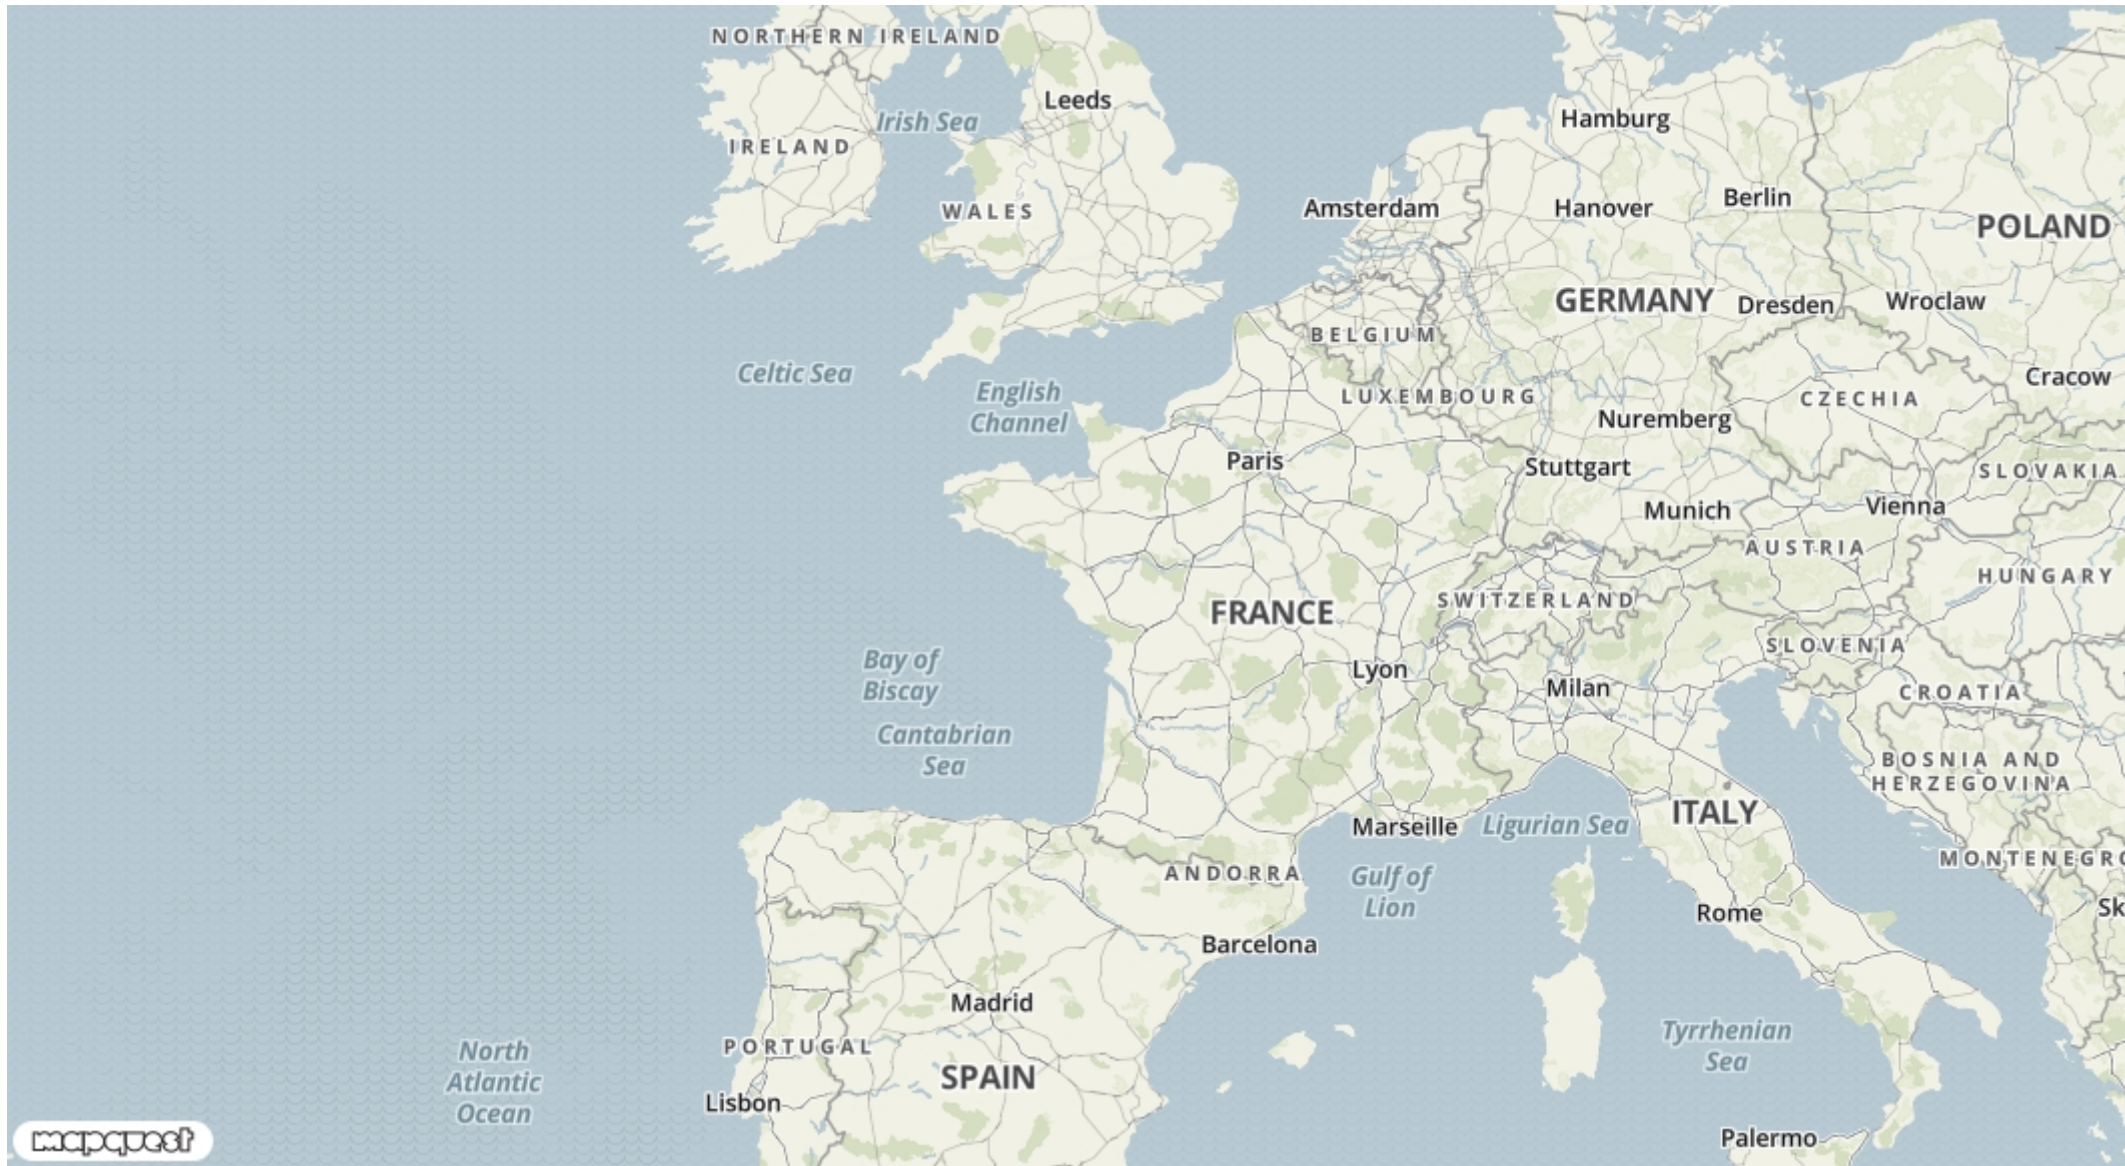 NORTHERN IRELAND
Leeds
Irish Sea
IRELAND
Hamburg
WALES
Amsterdam
Hanover
Berlin
POLAND
GERMANY
Dresden
Wroclaw
BELGIUM
Celtic Sea
English
Channel
LUXEMBOURG
CZECHIA
Cracow
Nuremberg
Paris
Stuttgart
SLOVAKIA
Munich
Vienna
AUSTRIA
HUNGARY
SWITZERLAND
FRANCE
SLOVENIA
Bay of
Biscay
Lyon
Milan
CROATIA
Cantabrian
Sea
BOSNIA AND
HERZEGOVINA
ITALY
Marseille
Ligurian Sea
MONTENEGRO
ANDORRA
Gulf of
Lion
Rome
Sk
Barcelona
Madrid
Tyrrhenian
Sea
PORTUGAL
SPAIN
North
Atlantic
Ocean
Lisbon
Palermo
mapquest